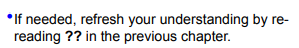 •If needed, refresh your understanding by re-
reading ?? in the previous chapter.